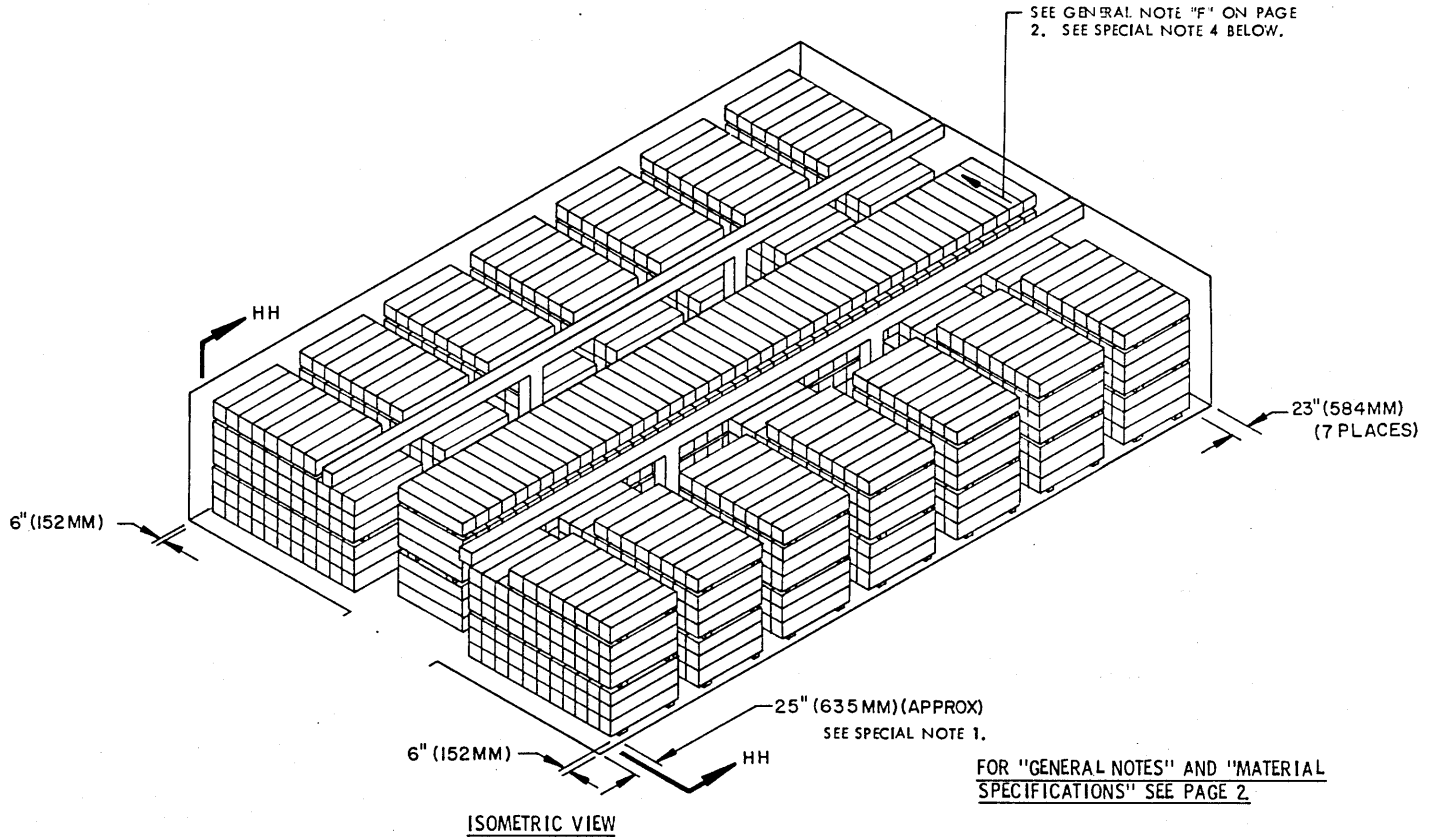 SEE GENERAL NOTE "F" ON PAGE
2. SEE SPECIAL NOTE 4 BELOW.
HH
23"(584MM)
(7 PLACES)
6"(152MM)
25"(635MM)(APPROX)
SEE SPECIAL NOTE 1.
6"(152MM)
HH
FOR "GENERAL NOTES" AND "MATERIAL
SPECIFICATIONS" SEE PAGE 2
ISOMETRIC VIEW